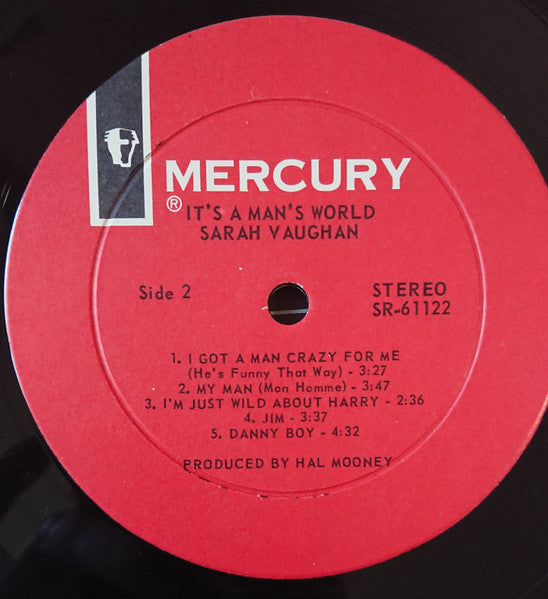 MERCURY
®
IT'S A MAN'S WORLD
SARAH VAUGHAN
Side 2
STEREO
SR-61122
1. I GOT A MAN CRAZY FOR ME
(He's Funny That Way) - 3:27
2. MY MAN (Mon Homme) - 3:47
3. I'M JUST WILD ABOUT HARRY - 2:36
4. JIM - 3:37
5. DANNY BOY - 4:32
PRODUCED BY HAL MOONEY